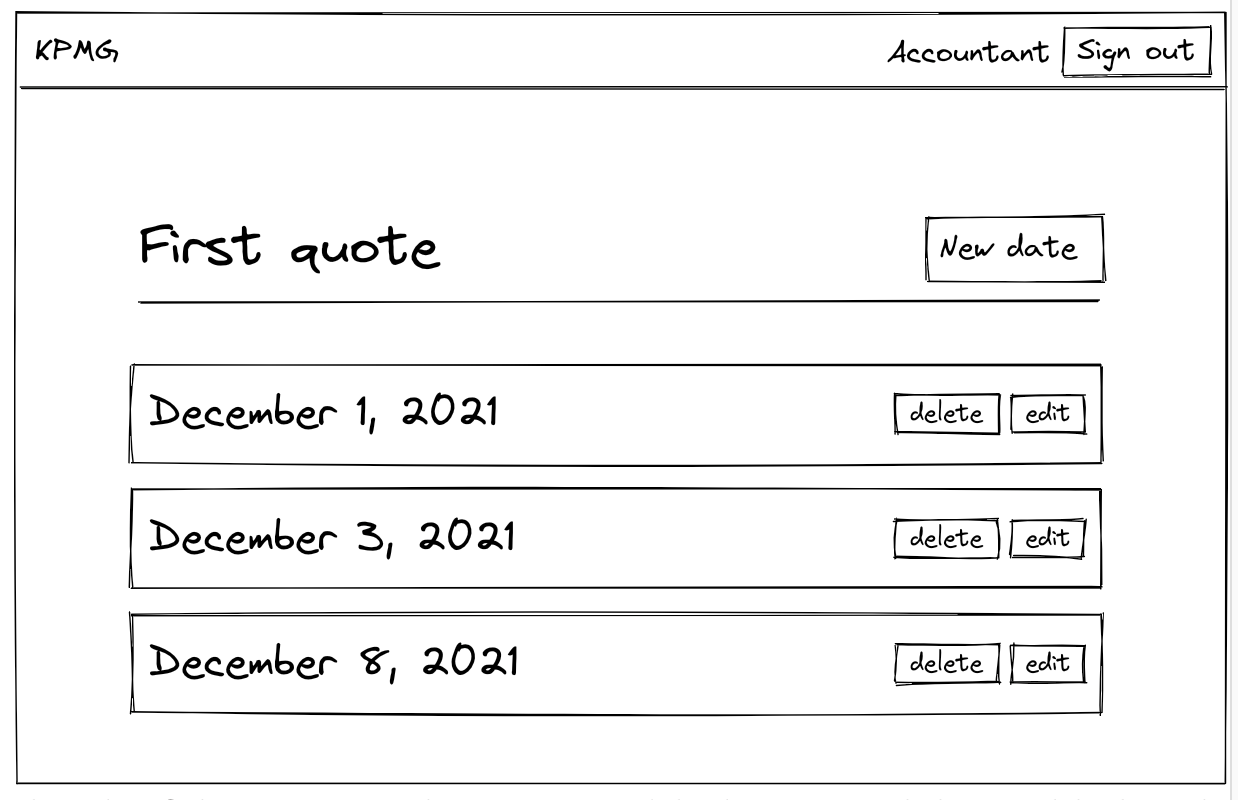 KPMG Accountant Sign out
First quote New date
December 1, 2021 delete edit
December 3, 2021 delete edit
December 8, 2021 delete edit